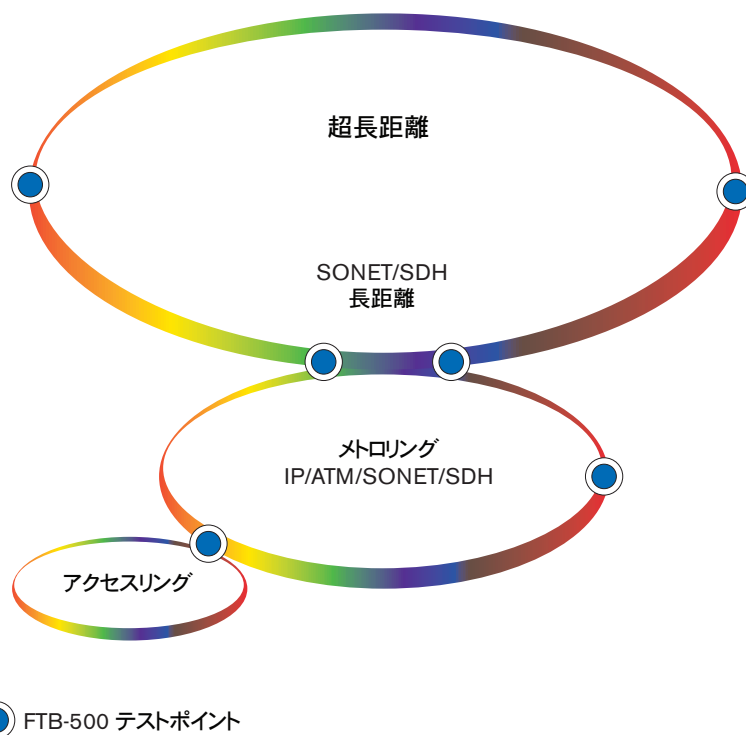 超長距離
SONET/SDH
長距離
メトロリング
IP/ATM/SONET/SDH
アクセスリング
FTB-500 テストポイント